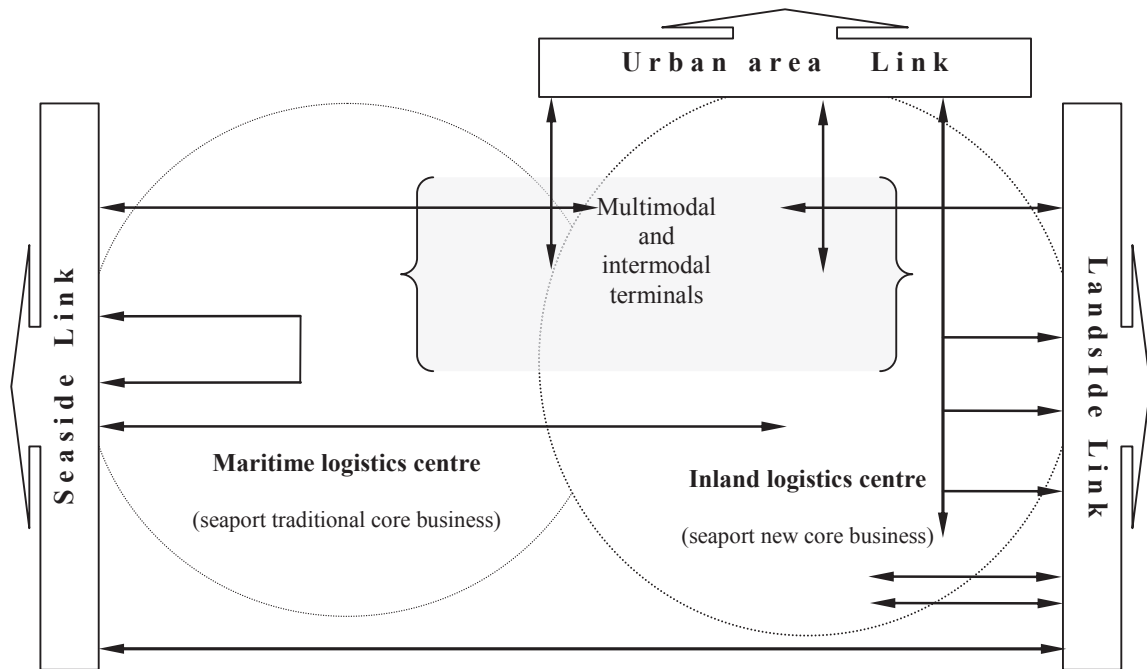 Urban area Link
Seaside Link
Multimodal
and
intermodal
terminals
LandsIde Link
Maritime logistics centre
(seaport traditional core business)
Inland logistics centre
(seaport new core business)